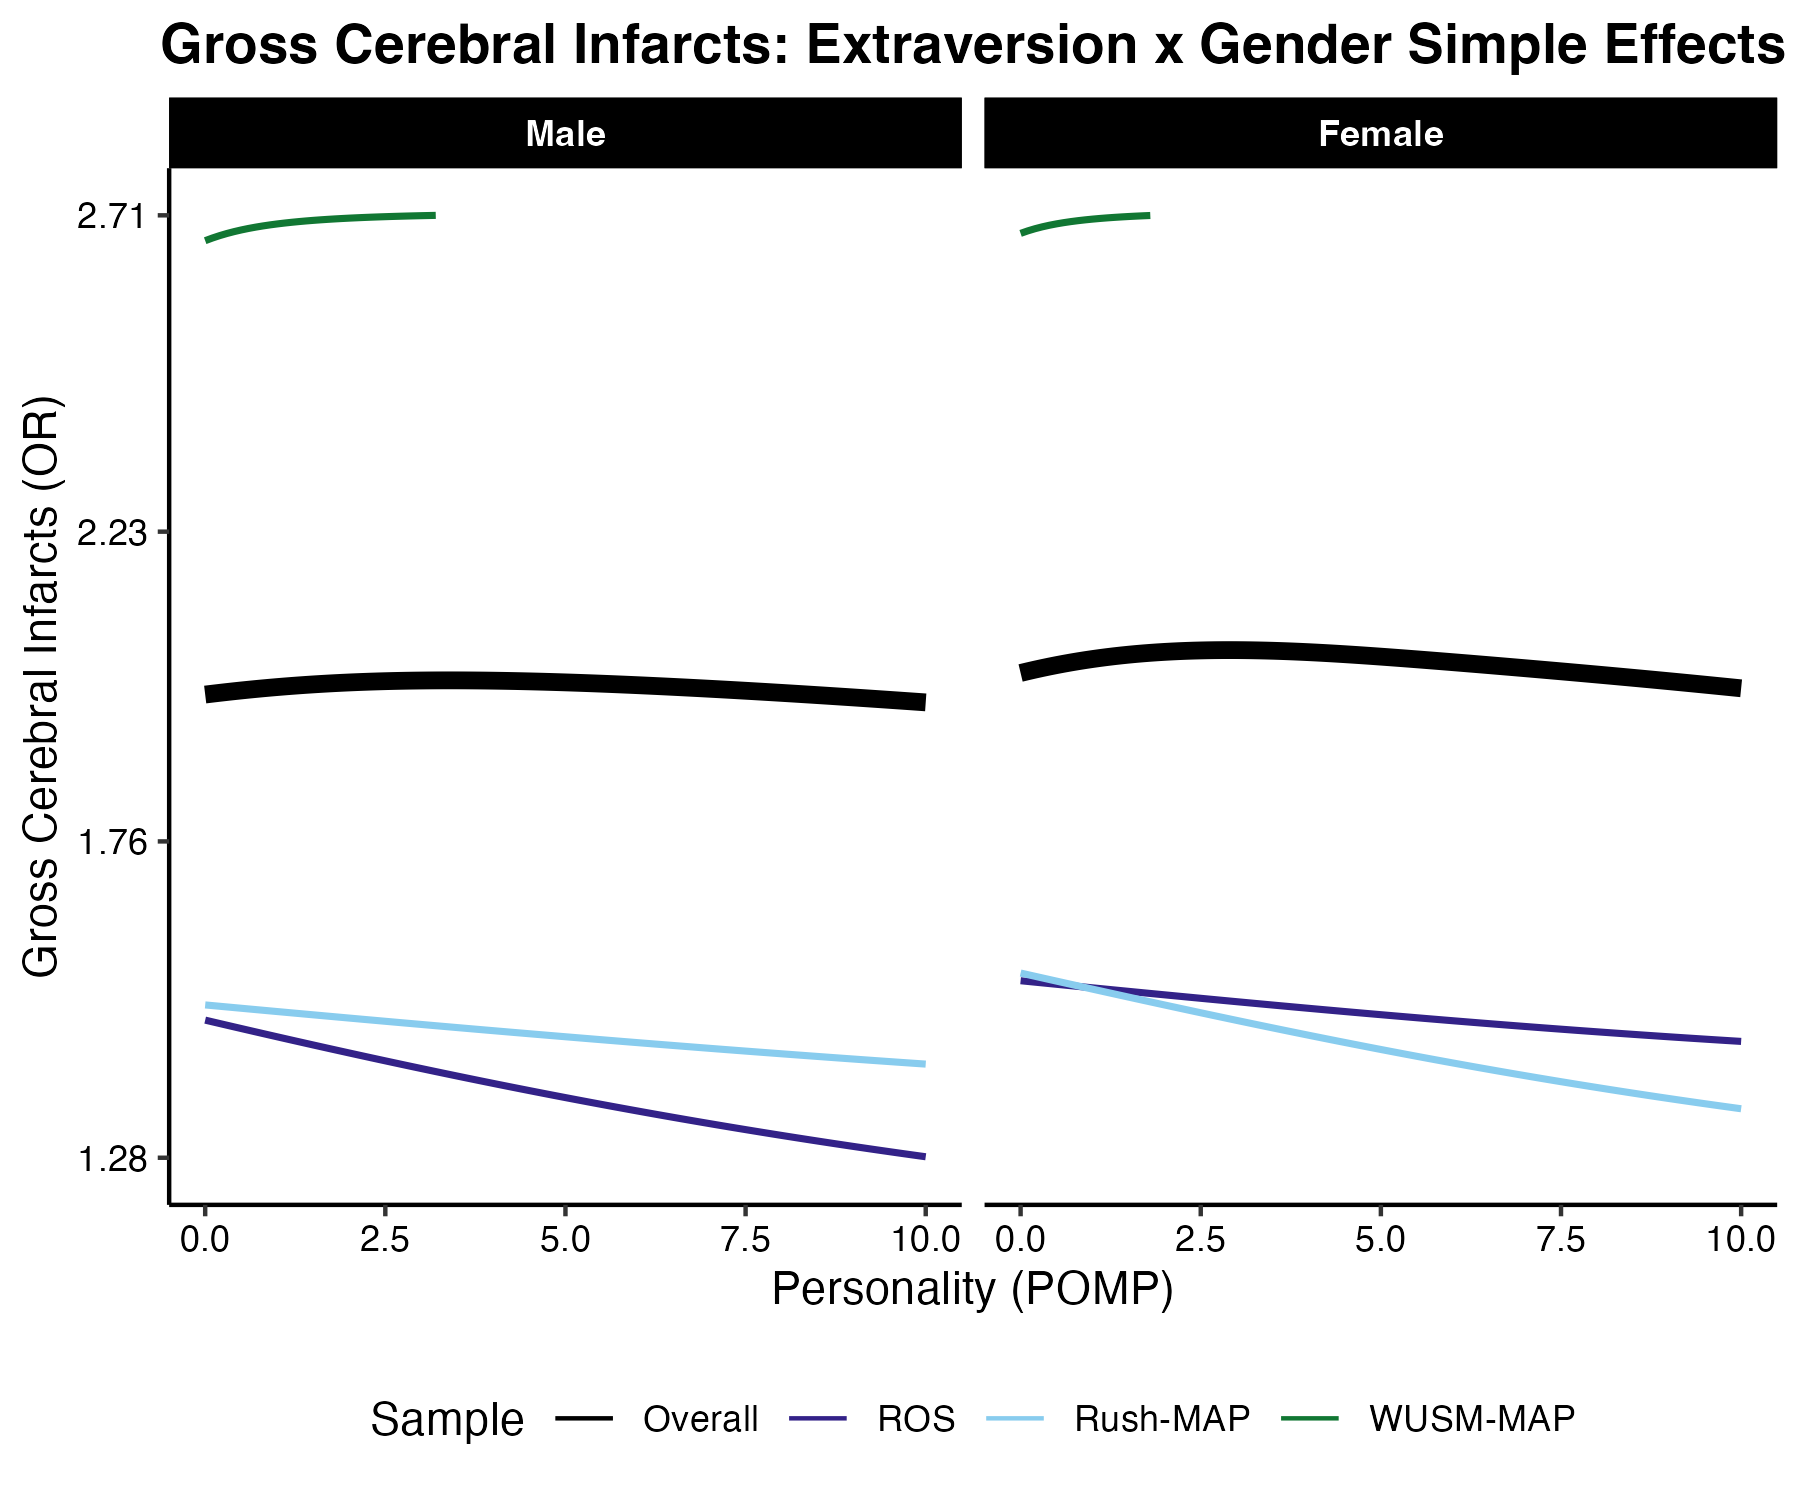 Gross Cerebral Infarcts: Extraversion x Gender Simple Effects
Male
Female
Gross Cerebral Infarcts (OR)
2.71
2.23
1.76
1.28
0.0 2.5 5.0 7.5 10.0 0.0 2.5 5.0 7.5 10.0
Personality (POMP)
Sample Overall ROS Rush-MAP WUSM-MAP